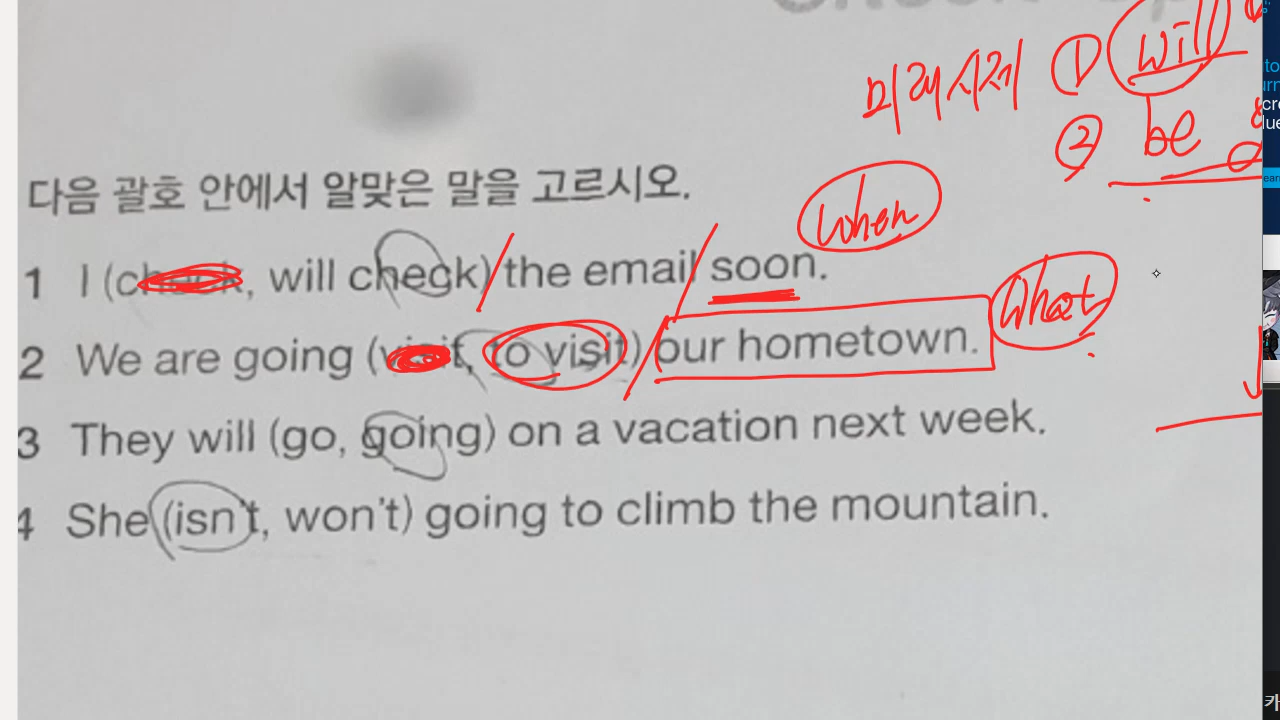 미래시제 ① will
② be
다음 괄호 안에서 알맞은 말을 고르시오.
When
1 I (check, will check) the email soon.
What
2 We are going (visit, to visit) our hometown.
3 They will (go, going) on a vacation next week.
4 She (isn't, won't) going to climb the mountain.